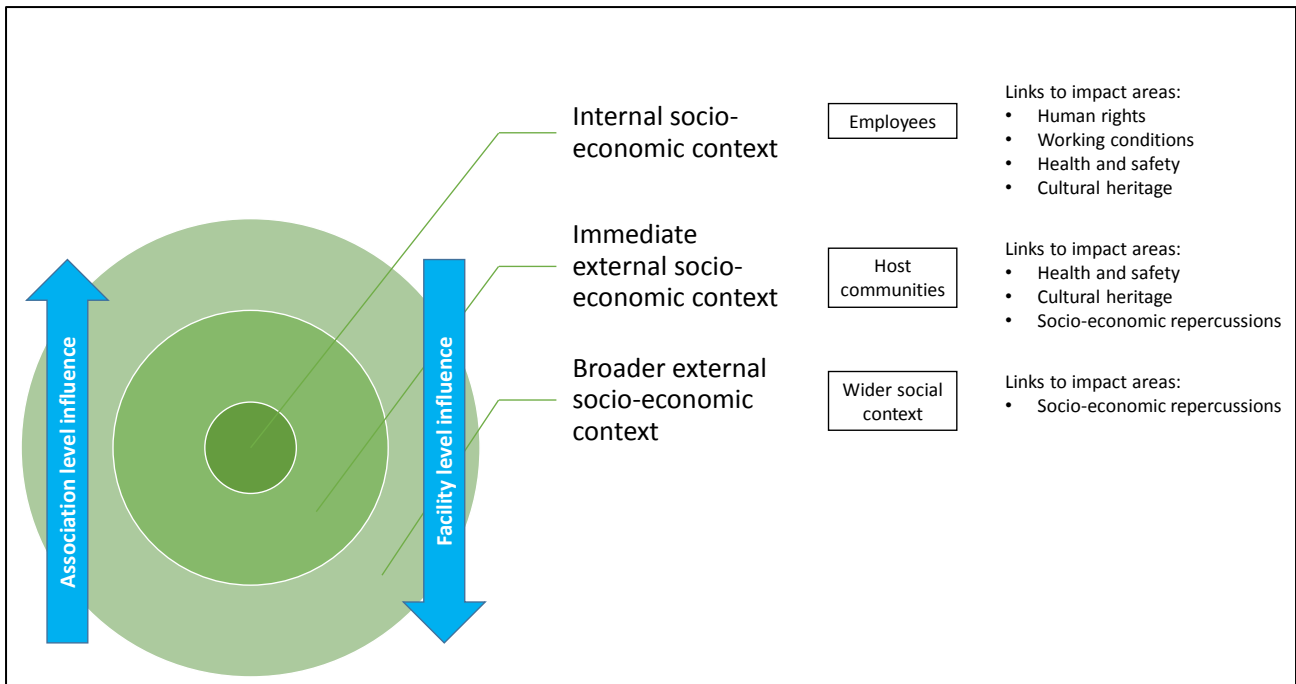 Internal socio-
economic context
Employees
Links to impact areas:
• Human rights
• Working conditions
• Health and safety
• Cultural heritage
Immediate
external socio-
economic context
Host
communities
Links to impact areas:
• Health and safety
• Cultural heritage
• Socio-economic repercussions
Broader external
socio-economic
context
Wider social
context
Links to impact areas:
• Socio-economic repercussions
Association level influence
Facility level influence